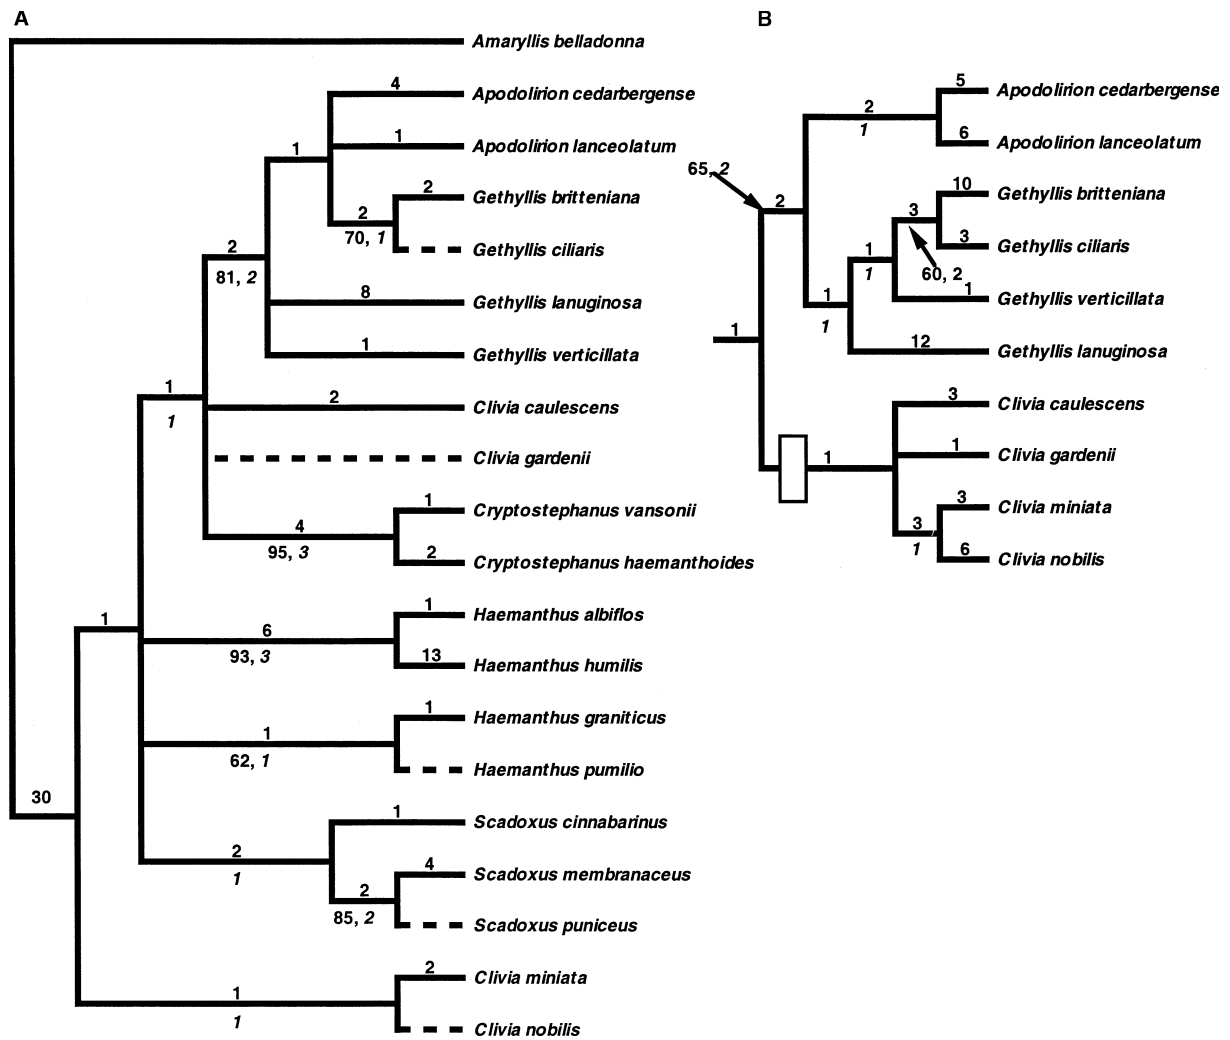 A
Amaryllis belladonna
4
Apodolirion cedarbergense
1
1
Apodolirion lanceolatum
2
Gethyllis britteniana
2
70, 1
Gethyllis ciliaris
2
81, 2
8
Gethyllis lanuginosa
1
Gethyllis verticillata
1
1
2
Clivia caulescens
Clivia gardenii
1
Cryptostephanus vansonii
4
95, 3
2
Cryptostephanus haemanthoides
1
1
Haemanthus albiflos
6
93, 3
13
Haemanthus humilis
1
Haemanthus graniticus
1
62, 1
Haemanthus pumilio
30
1
Scadoxus cinnabarinus
2
1
4
Scadoxus membranaceus
2
85, 2
Scadoxus puniceus
2
Clivia miniata
1
1
Clivia nobilis
B
5
Apodolirion cedarbergense
2
1
6
Apodolirion lanceolatum
65, 2
2
10
Gethyllis britteniana
3
3
Gethyllis ciliaris
60, 2
1
1
1
Gethyllis verticillata
1
1
12
Gethyllis lanuginosa
1
3
Clivia caulescens
1
1
Clivia gardenii
3
Clivia miniata
3
1
6
Clivia nobilis